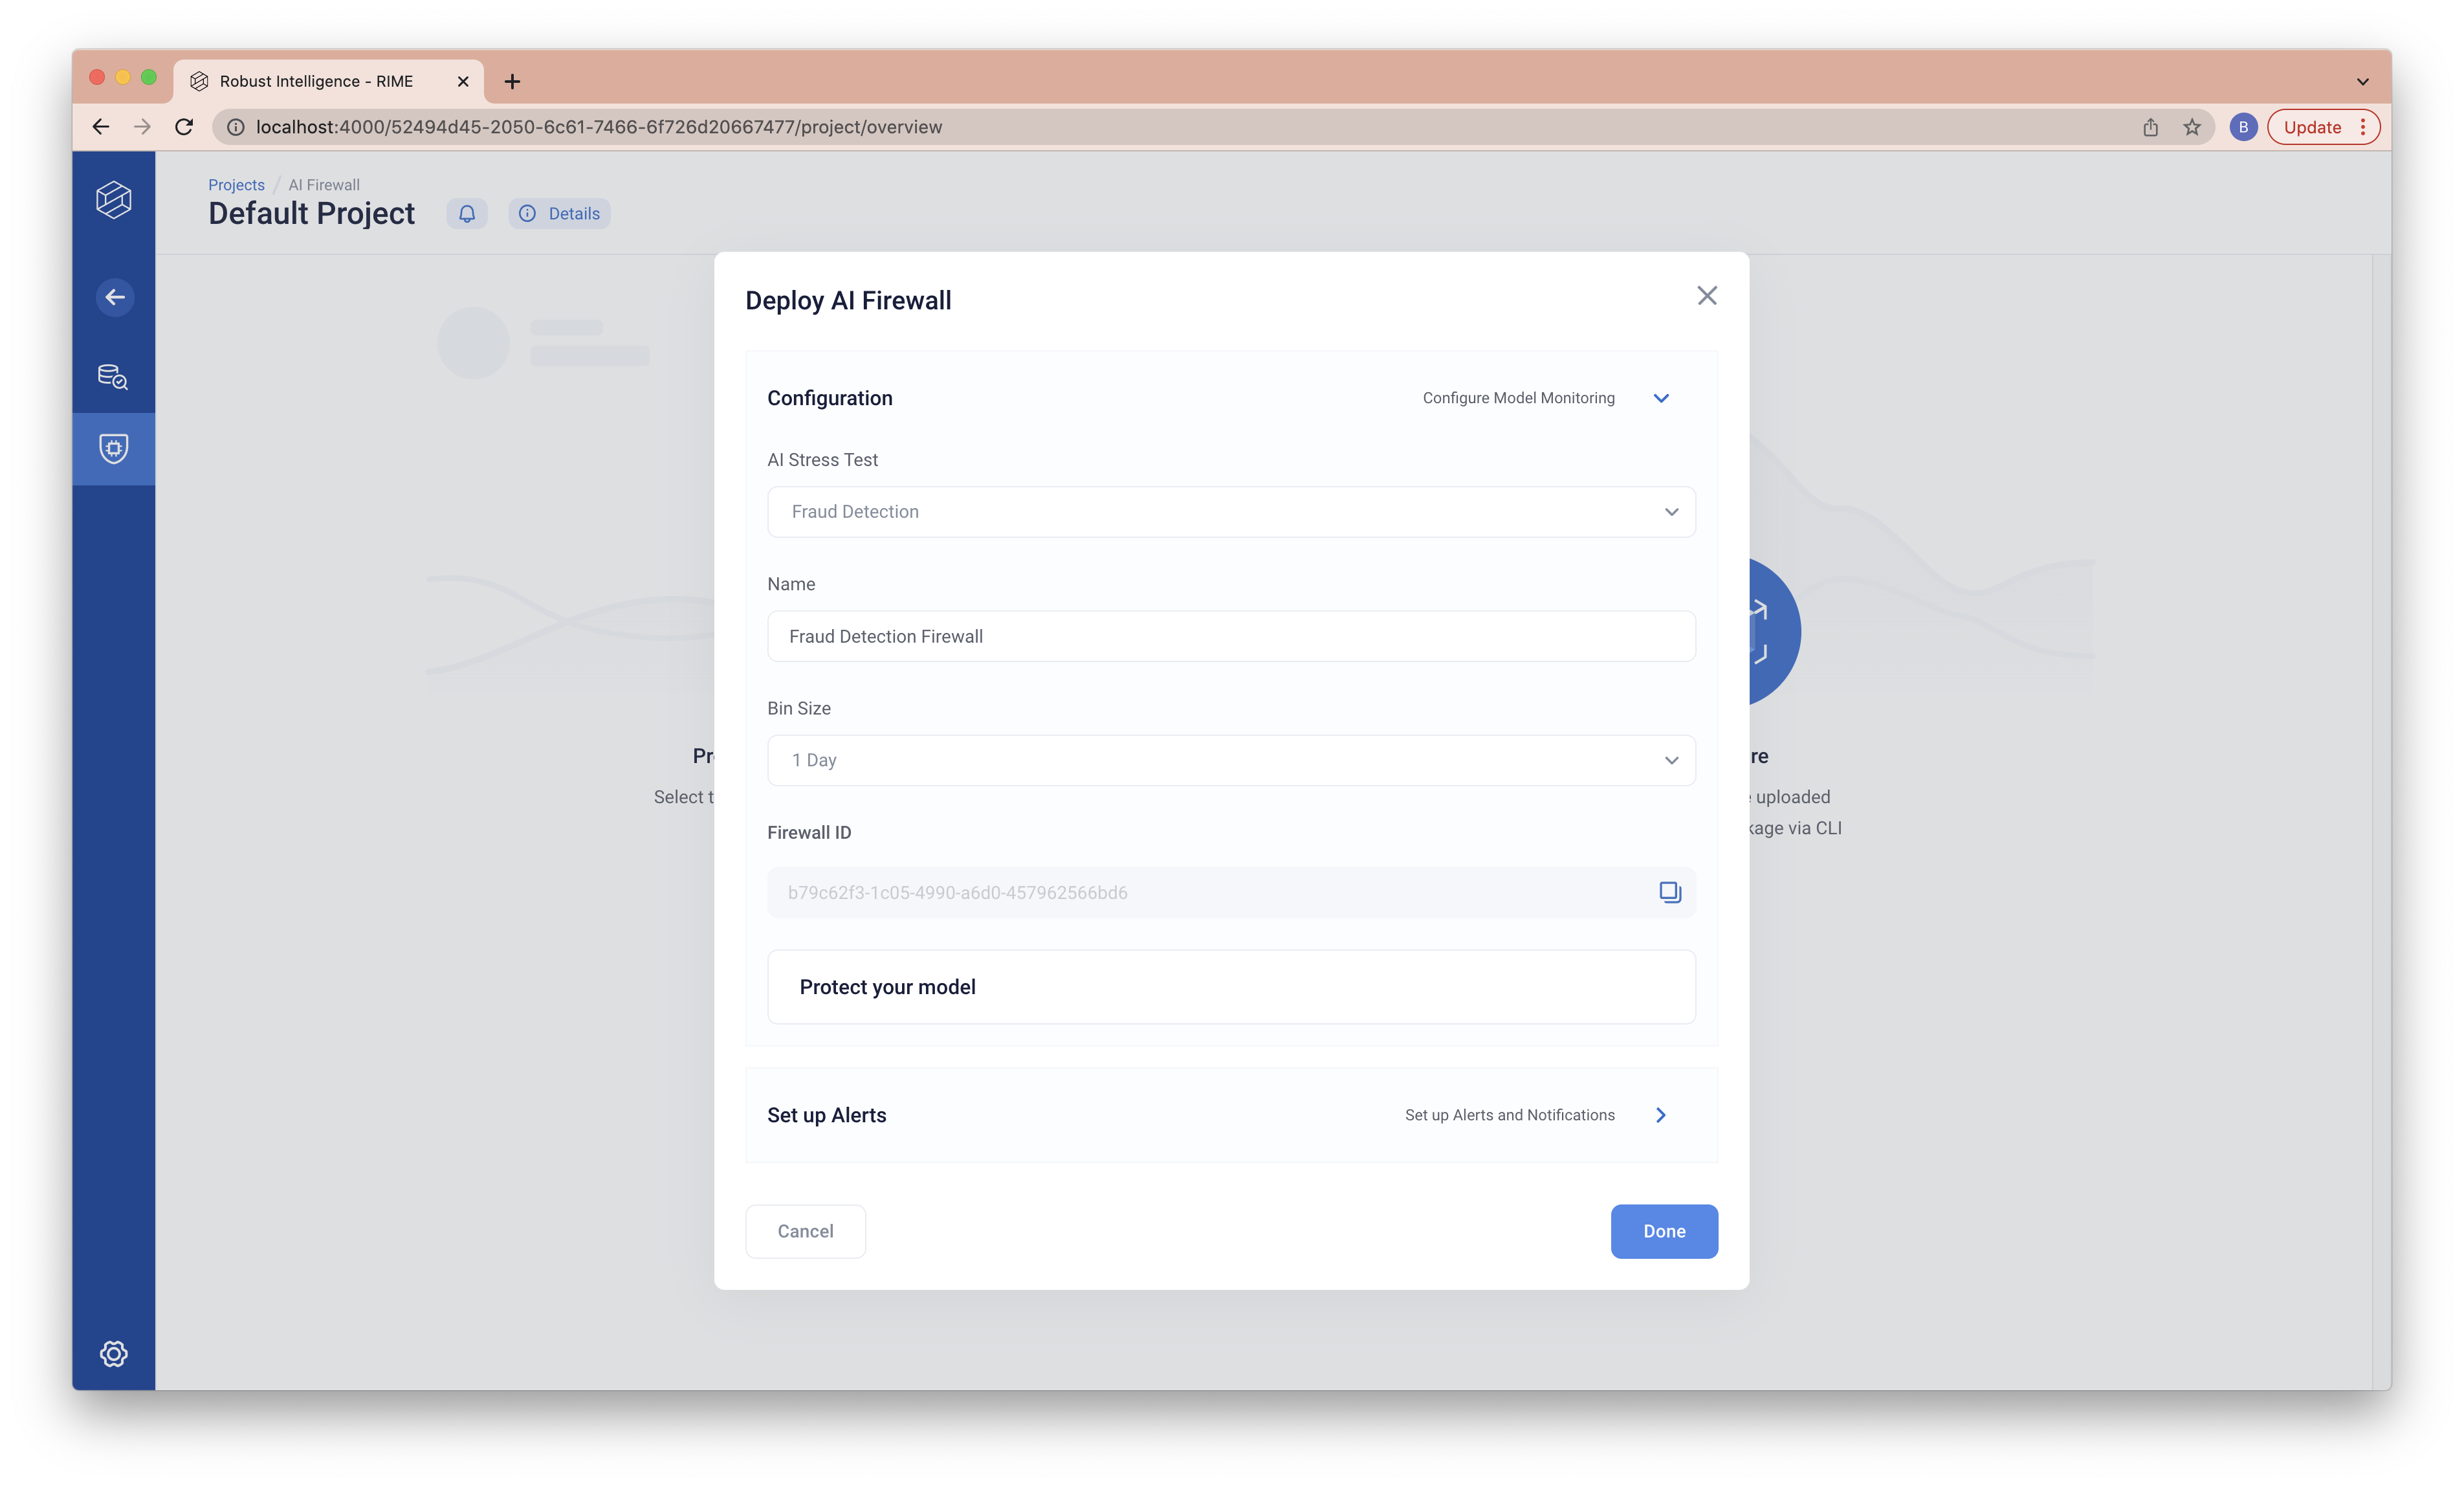 Robust Intelligence - RIME
localhost:4000/52494d45-2050-6c61-7466-6f726d20667477/project/overview
B
Update
Projects / AI Firewall
Default Project
Details
Deploy AI Firewall
Configuration
Configure Model Monitoring
AI Stress Test
Fraud Detection
Name
Fraud Detection Firewall
Bin Size
1 Day
Firewall ID
b79c62f3-1c05-4990-a6d0-457962566bd6
Protect your model
Set up Alerts
Set up Alerts and Notifications
Cancel
Done
Select
uploaded
via CLI